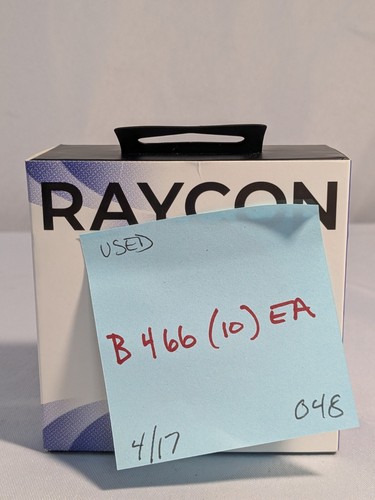 RAYCON
USED
B 466 (10) EA
4/17 048